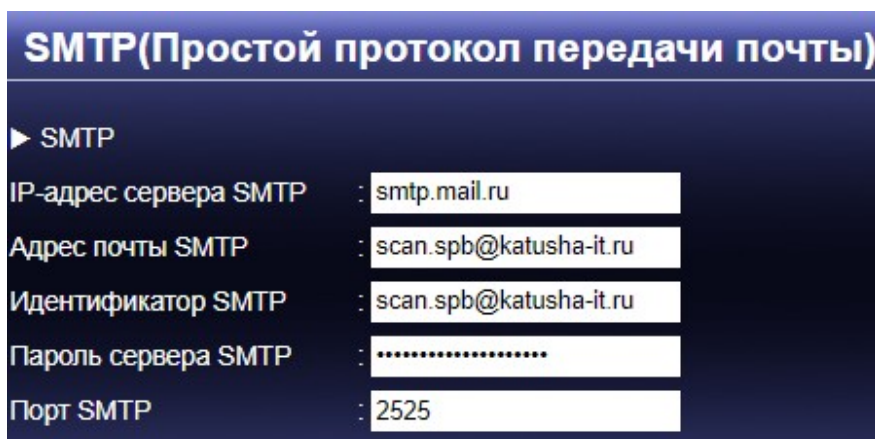 SMTP(Простой протокол передачи почты)
▶ SMTP
IP-адрес сервера SMTP : smtp.mail.ru
Адрес почты SMTP : scan.spb@katusha-it.ru
Идентификатор SMTP : scan.spb@katusha-it.ru
Пароль сервера SMTP : ••••••••••••••••••••
Порт SMTP : 2525